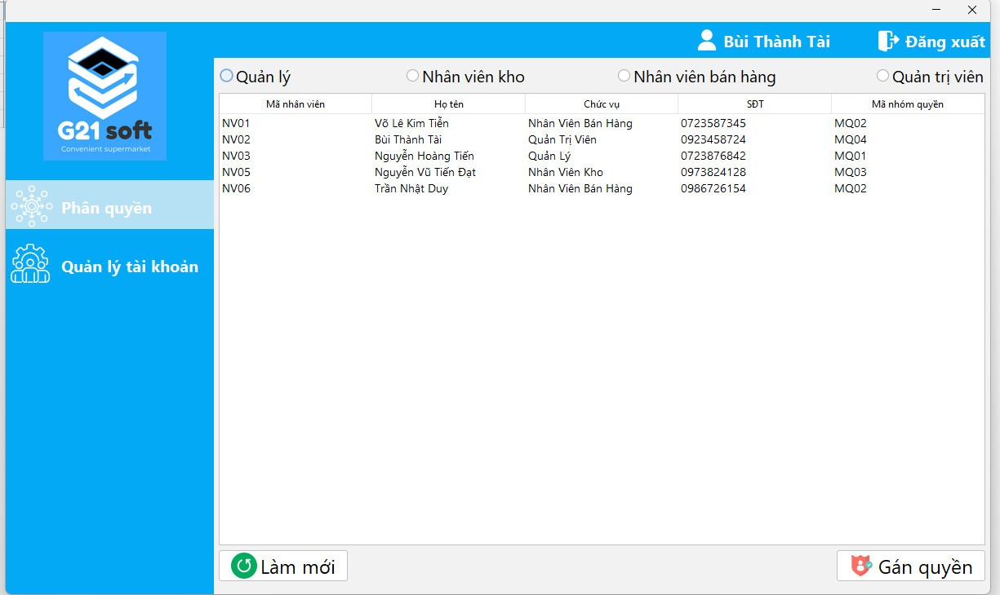 Bùi Thành Tài Đăng xuất
G21 soft
Convenient supermarket
Phân quyền
Quản lý tài khoản
Quản lý Nhân viên kho Nhân viên bán hàng Quản trị viên
Mã nhân viên Họ tên Chức vụ SĐT Mã nhóm quyền
NV01 Võ Lê Kim Tiễn Nhân Viên Bán Hàng 0723587345 MQ02
NV02 Bùi Thành Tài Quản Trị Viên 0923458724 MQ04
NV03 Nguyễn Hoàng Tiến Quản Lý 0723876842 MQ01
NV05 Nguyễn Vũ Tiến Đạt Nhân Viên Kho 0973824128 MQ03
NV06 Trần Nhật Duy Nhân Viên Bán Hàng 0986726154 MQ02
Làm mới Gán quyền